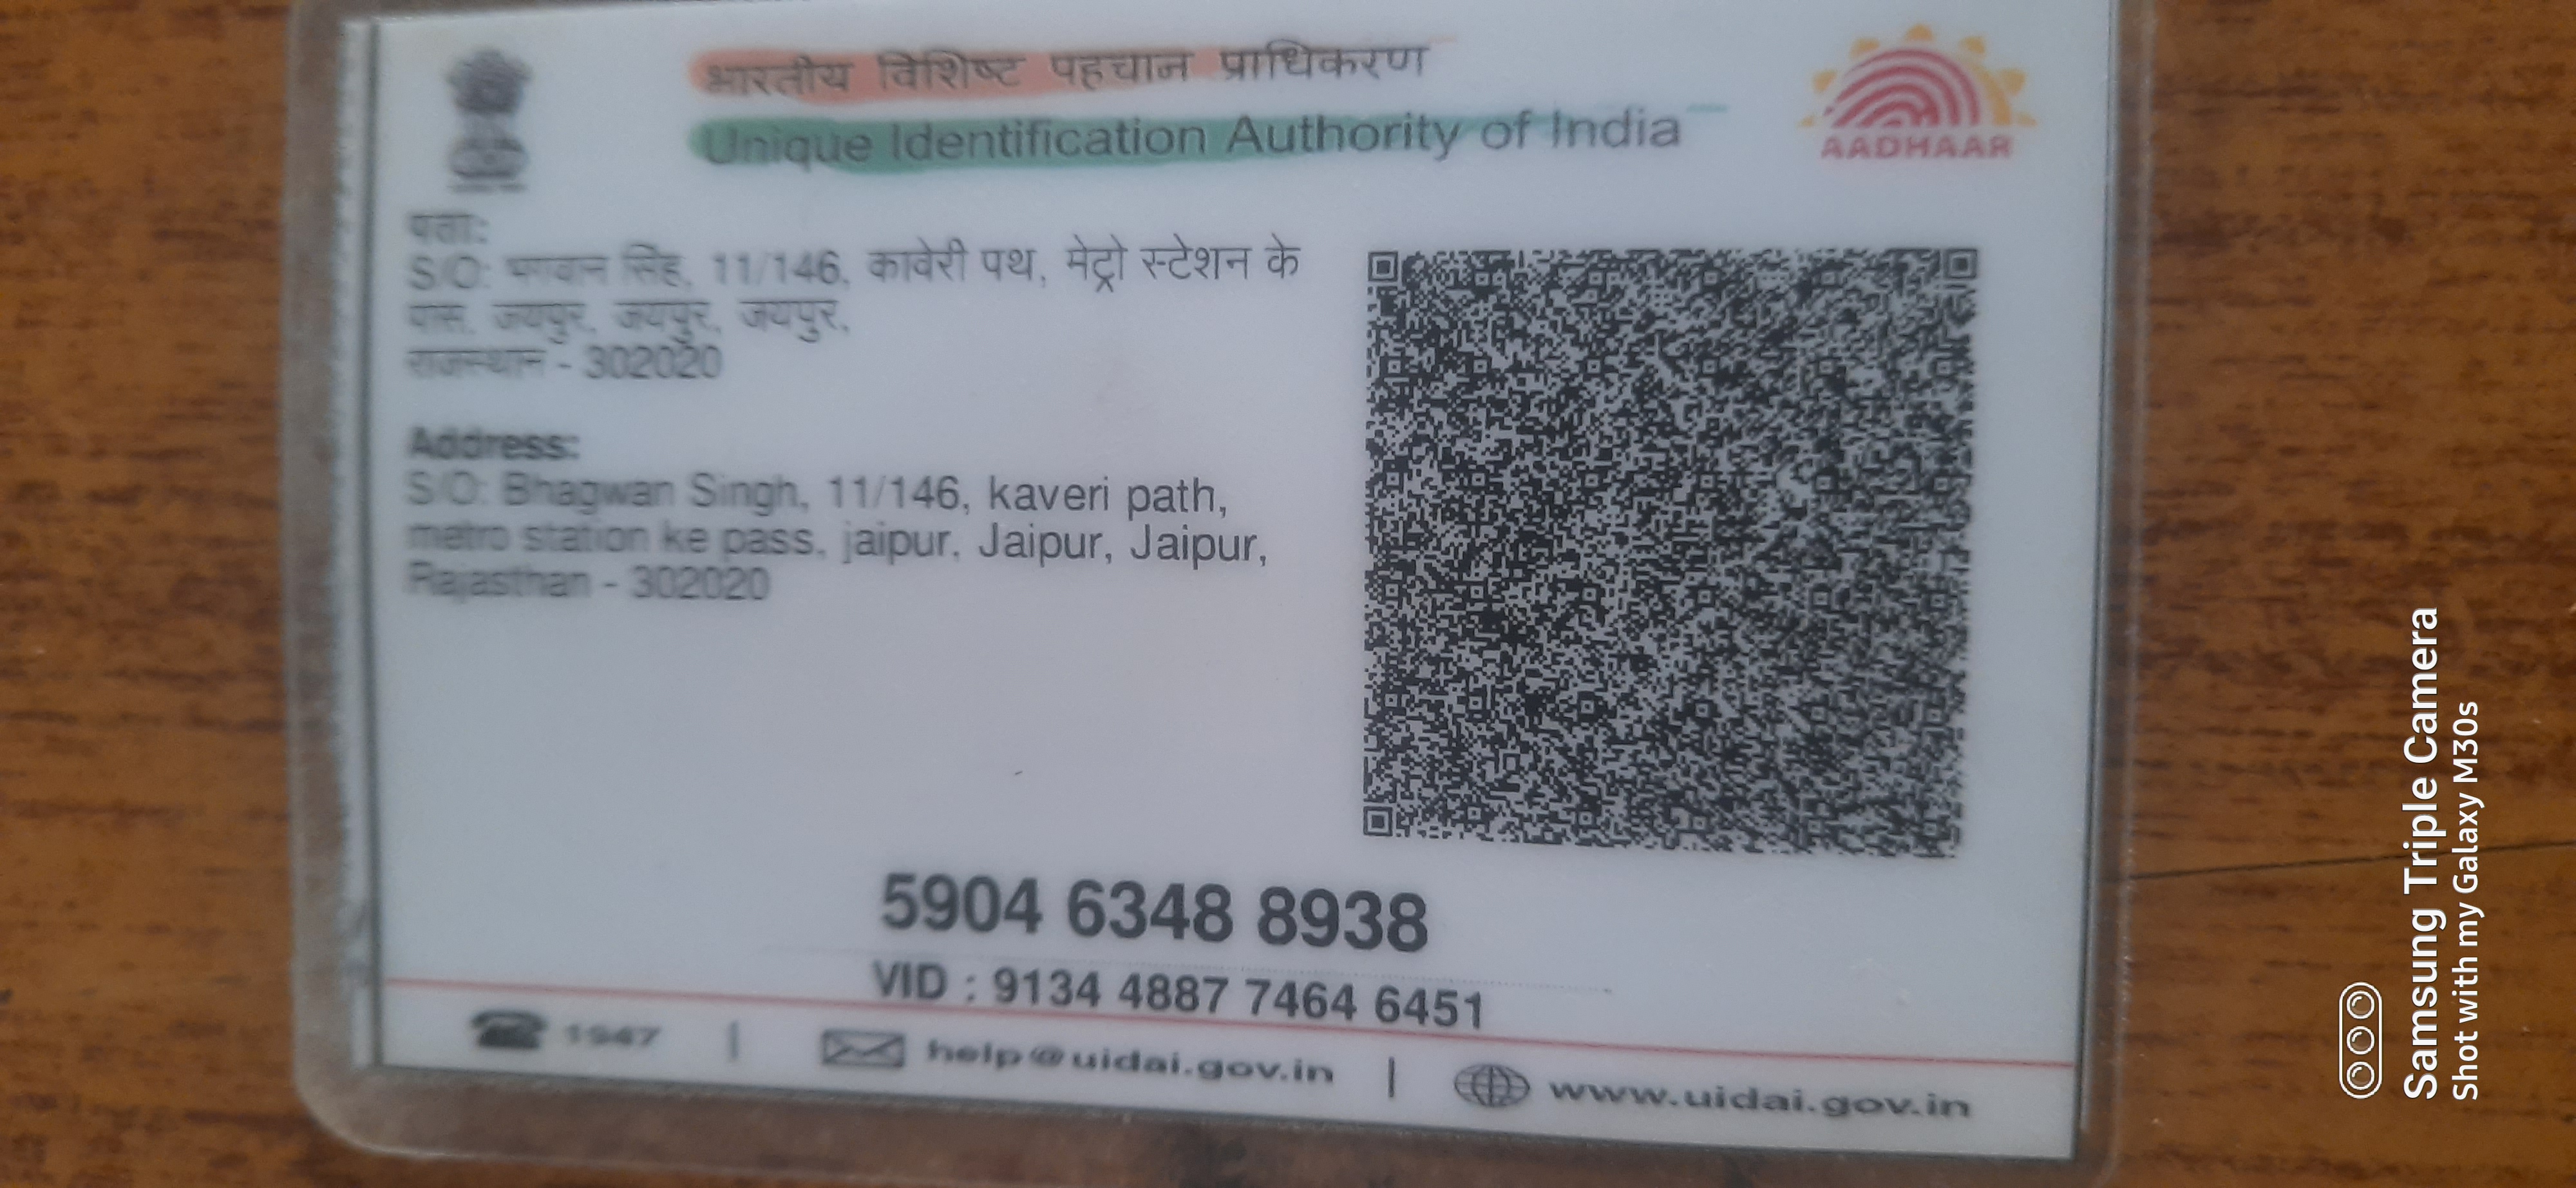 भारतीय विशिष्ट पहचान प्राधिकरण
Unique Identification Authority of India
AADHAAR
पता:
S/O: भगवान सिंह, 11/146, कावेरी पथ, मेट्रो स्टेशन के
पास, जयपुर, जयपुर, जयपुर,
राजस्थान - 302020
Address:
S/O: Bhagwan Singh, 11/146, kaveri path,
metro station ke pass, jaipur, Jaipur, Jaipur,
Rajasthan - 302020
5904 6348 8938
VID : 9134 4887 7464 6451
1947 | help@uidai.gov.in | www.uidai.gov.in
Samsung Triple Camera
Shot with my Galaxy M30s